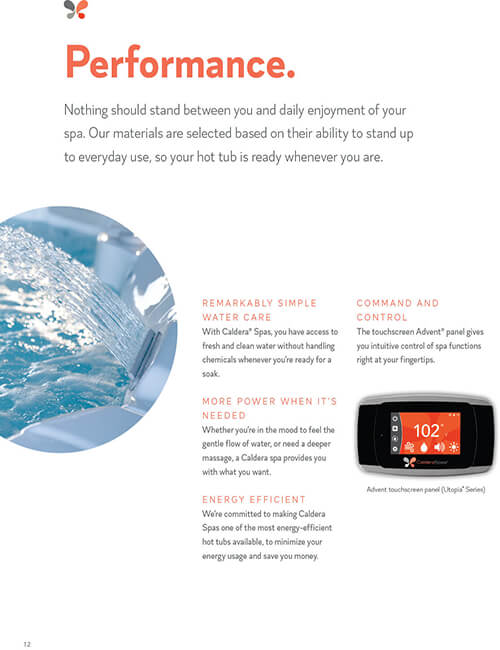 Performance.
Nothing should stand between you and daily enjoyment of your
spa. Our materials are selected based on their ability to stand up
to everyday use, so your hot tub is ready whenever you are.
REMARKABLY SIMPLE
WATER CARE
With Caldera® Spas, you have access to
fresh and clean water without handling
chemicals whenever you're ready for a
soak.
MORE POWER WHEN IT'S
NEEDED
Whether you're in the mood to feel the
gentle flow of water, or need a deeper
massage, a Caldera spa provides you
with what you want.
ENERGY EFFICIENT
We're committed to making Caldera
Spas one of the most energy-efficient
hot tubs available, to minimize your
energy usage and save you money.
COMMAND AND
CONTROL
The touchscreen Advent® panel gives
you intuitive control of spa functions
right at your fingertips.
102°
Advent touchscreen panel (Utopia® Series)
12